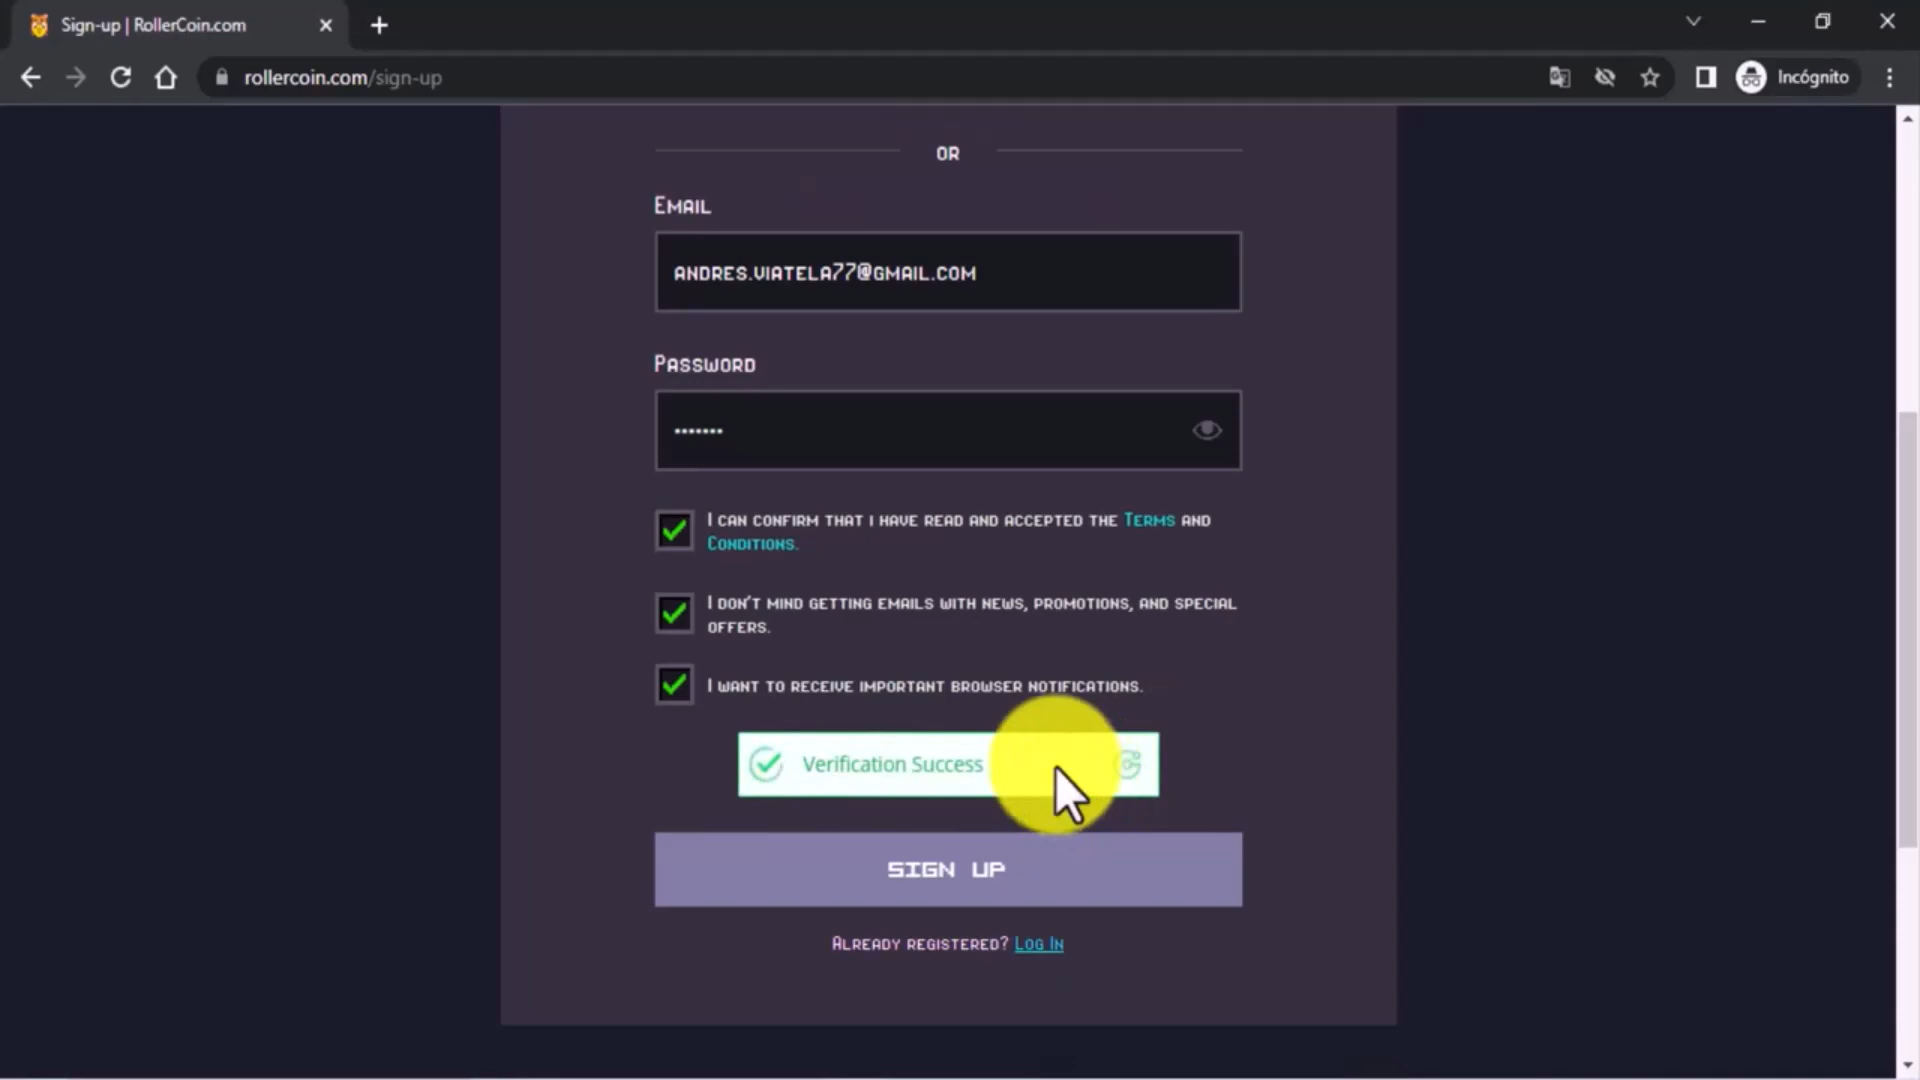 Sign-up | RollerCoin.com
rollercoin.com/sign-up
Incógnito
OR
EMAIL
ANDRES.VIATELA77@GMAIL.COM
PASSWORD
•••••••
I CAN CONFIRM THAT I HAVE READ AND ACCEPTED THE TERMS AND
CONDITIONS.
I DON'T MIND GETTING EMAILS WITH NEWS, PROMOTIONS, AND SPECIAL
OFFERS.
I WANT TO RECEIVE IMPORTANT BROWSER NOTIFICATIONS.
Verification Success
SIGN UP
ALREADY REGISTERED? LOG IN